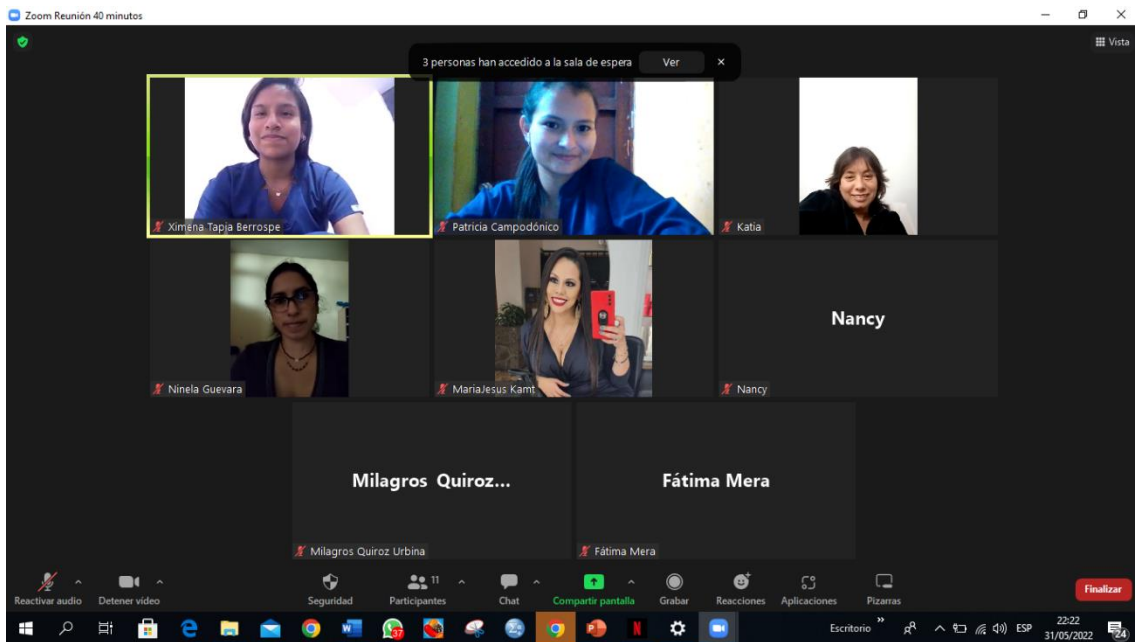 Zoom Reunión 40 minutos
Vista
3 personas han accedido a la sala de espera Ver
Ximena Tapja Berrospe
Patricia Campodónico
Katia
Ninela Guevara
MariaJesus Kamt
Nancy
Nancy
Milagros Quiroz...
Milagros Quiroz Urbina
Fátima Mera
Fátima Mera
Reactivar audio
Detener vídeo
Seguridad
11
Participantes
Chat
Compartir pantalla
Grabar
Reacciones
Aplicaciones
Pizarras
Finalizar
37
Escritorio
ESP
22:22
31/05/2022
24